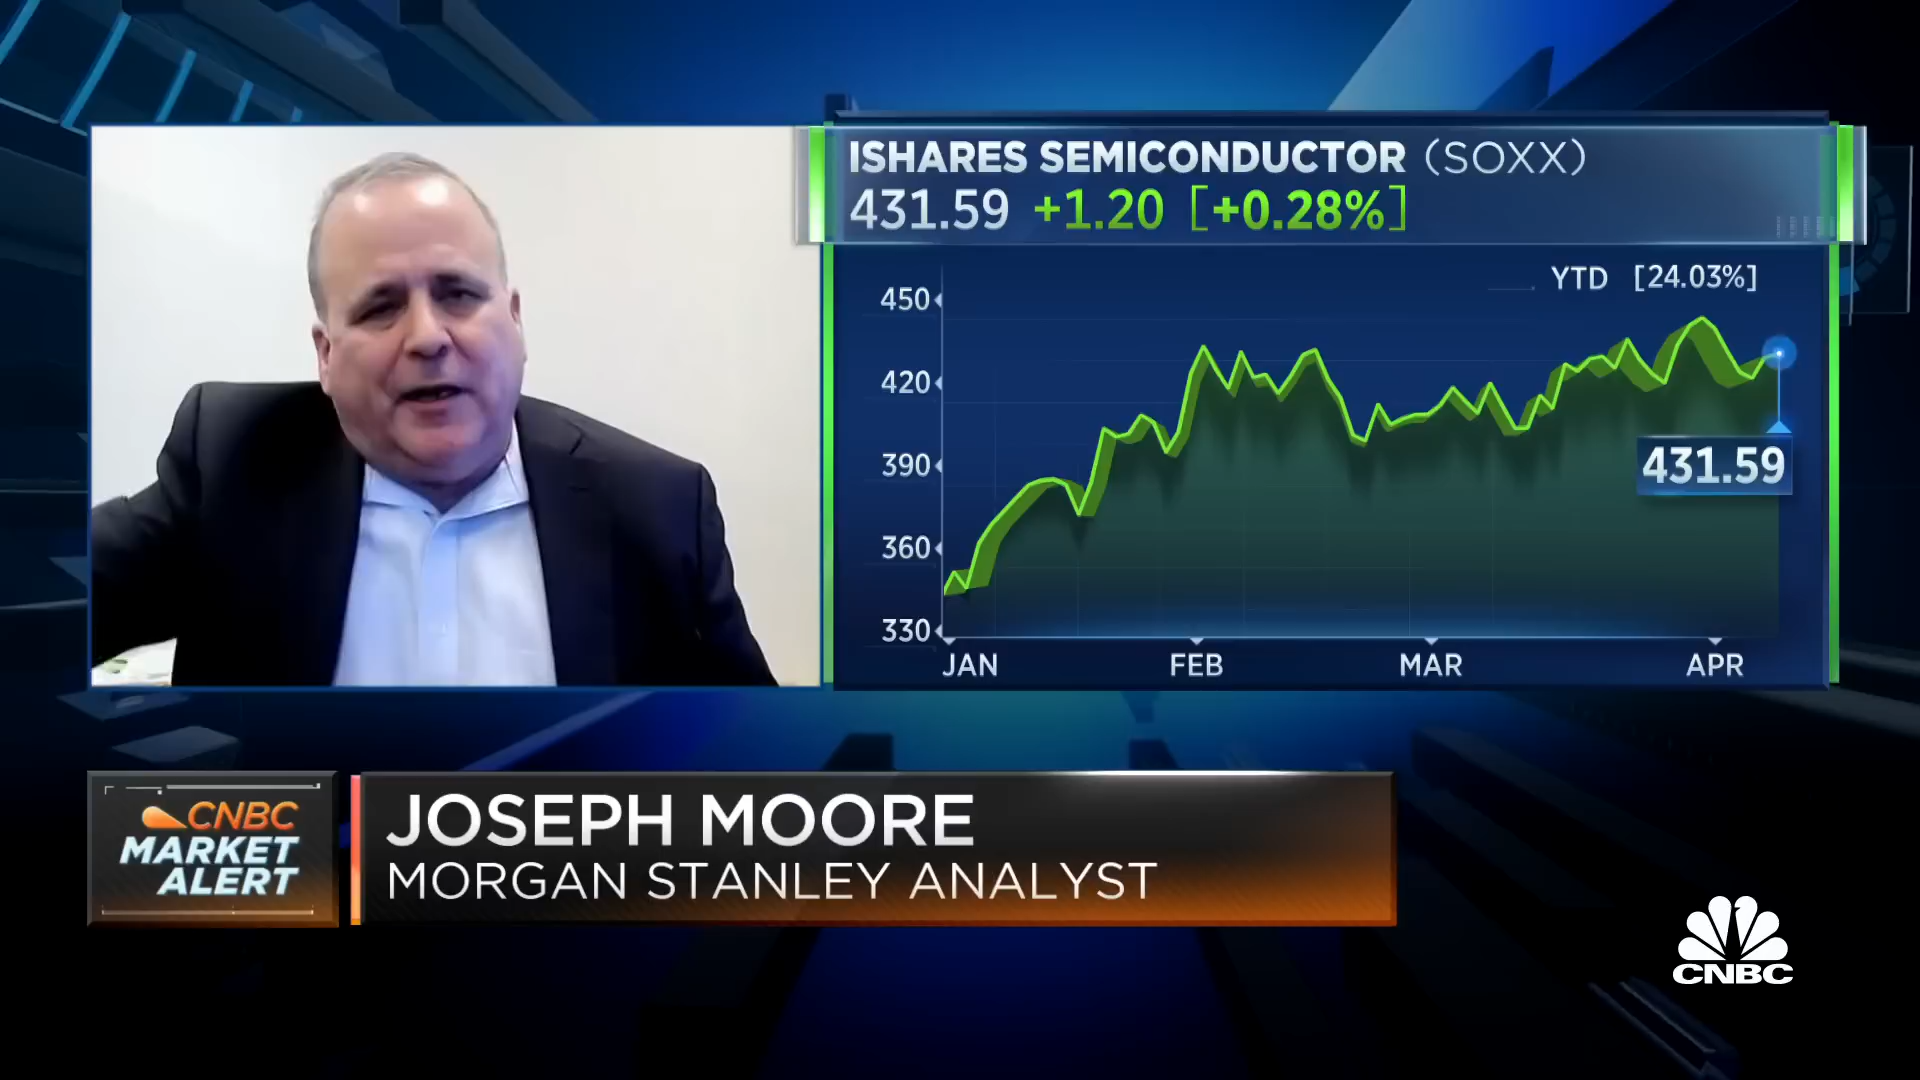 ISHARES SEMICONDUCTOR (SOXX)
431.59 +1.20 [+0.28%]
YTD [24.03%]
450
420
390
360
330
431.59
JAN FEB MAR APR
CNBC
MARKET
ALERT
JOSEPH MOORE
MORGAN STANLEY ANALYST
CNBC